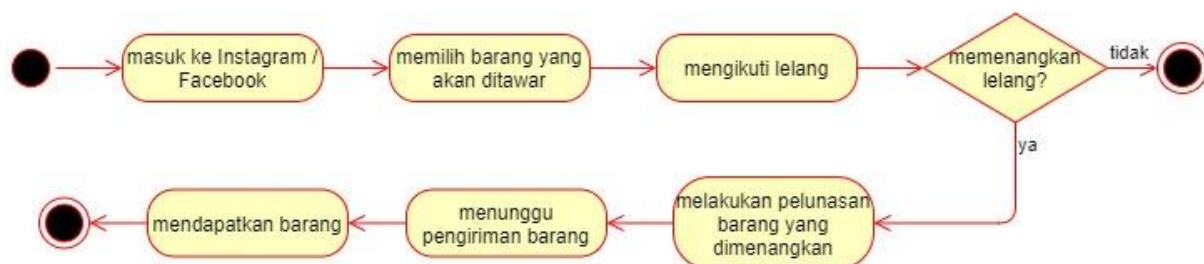 masuk ke Instagram /
Facebook
memilih barang yang
akan ditawar
mengikuti lelang
memenangkan
lelang?
tidak
ya
melakukan pelunasan
barang yang
dimenangkan
menunggu
pengiriman barang
mendapatkan barang